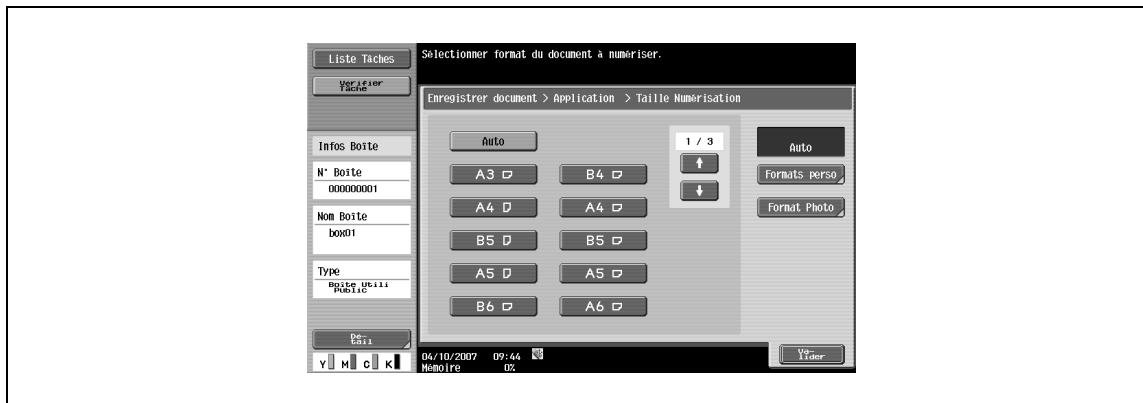 Liste Tâches
Sélectionner format du document à numériser.
Vérifier
Tâche
Enregistrer document > Application > Taille Numérisation
Infos Boîte
N° Boîte
000000001
Nom Boîte
box01
Type
Boîte Utili
Public
Dé-
tail
Y M C K
Auto
A3 B4
A4 A4
B5 B5
A5 A5
B6 A6
1 / 3
Auto
Formats perso
Format Photo
04/10/2007 09:44
Mémoire 0%
Va-
lider